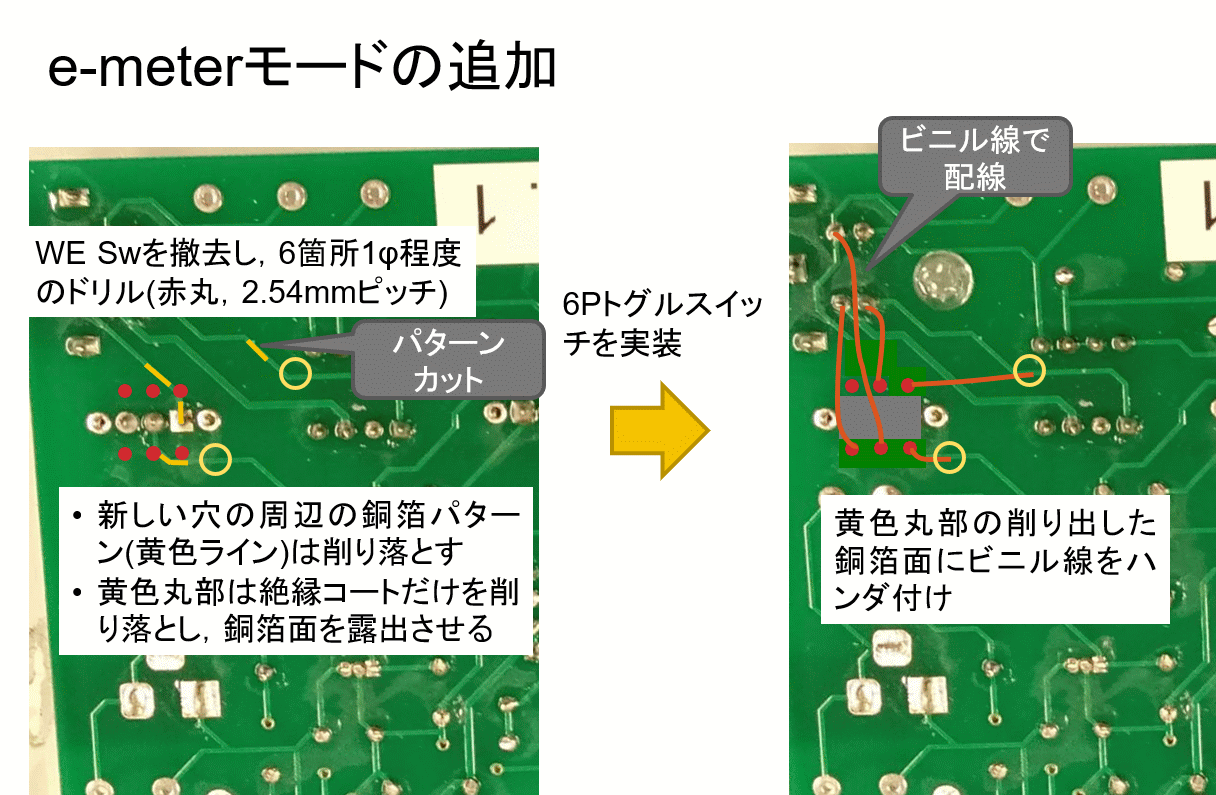 e-meterモードの追加
WE Swを撤去し, 6箇所1φ程度
のドリル(赤丸, 2.54mmピッチ)
パターン
カット
• 新しい穴の周辺の銅箔パター
ン(黄色ライン)は削り落とす
• 黄色丸部は絶縁コートだけを削
り落とし, 銅箔面を露出させる
6Pトグルスイッ
チを実装
ビニル線で
配線
黄色丸部の削り出した
銅箔面にビニル線をハ
ンダ付け